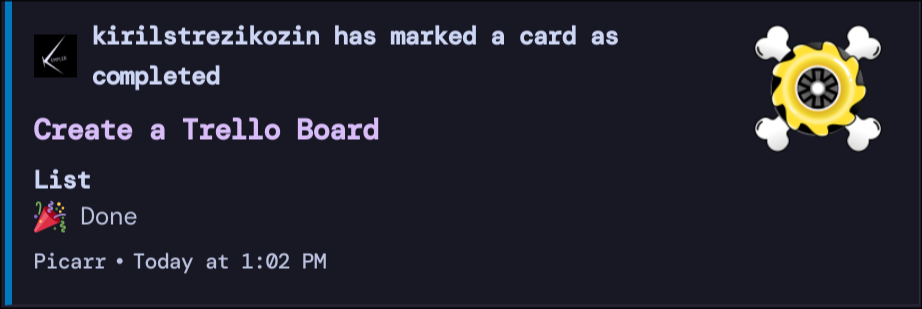 kirilstrezikozin has marked a card as
completed
Create a Trello Board
List
🎉 Done
Picarr • Today at 1:02 PM